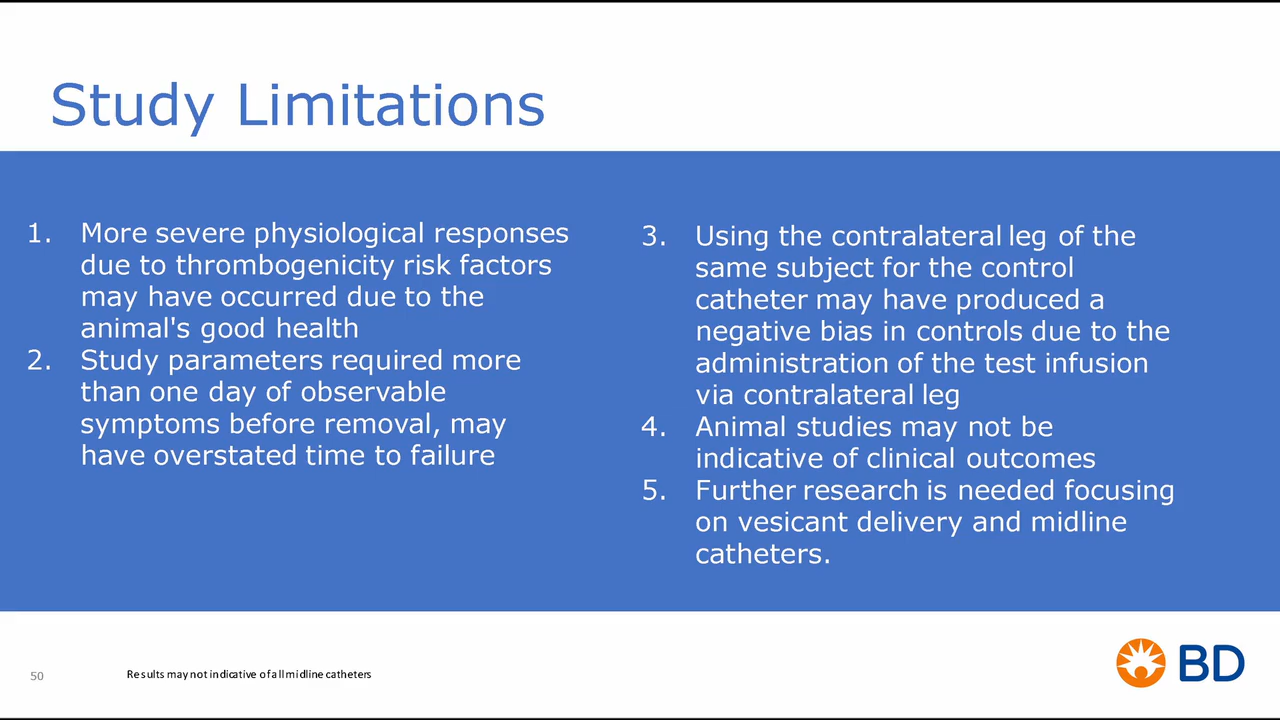 Study Limitations
1. More severe physiological responses
due to thrombogenicity risk factors
may have occurred due to the
animal's good health
2. Study parameters required more
than one day of observable
symptoms before removal, may
have overstated time to failure
3. Using the contralateral leg of the
same subject for the control
catheter may have produced a
negative bias in controls due to the
administration of the test infusion
via contralateral leg
4. Animal studies may not be
indicative of clinical outcomes
5. Further research is needed focusing
on vesicant delivery and midline
catheters.
50
Results may not indicative of all midline catheters
BD